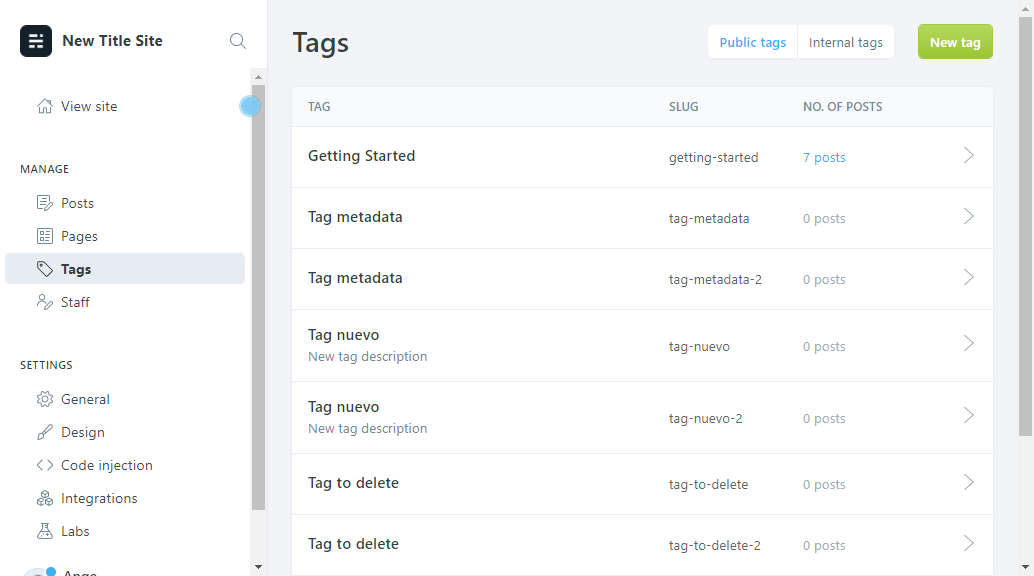 New Title Site
View site
MANAGE
Posts
Pages
Tags
Staff
SETTINGS
General
Design
Code injection
Integrations
Labs
Tags
Public tags
Internal tags
New tag
TAG SLUG NO. OF POSTS
Getting Started getting-started 7 posts
Tag metadata tag-metadata 0 posts
Tag metadata tag-metadata-2 0 posts
Tag nuevo tag-nuevo 0 posts
New tag description
Tag nuevo tag-nuevo-2 0 posts
New tag description
Tag to delete tag-to-delete 0 posts
Tag to delete tag-to-delete-2 0 posts